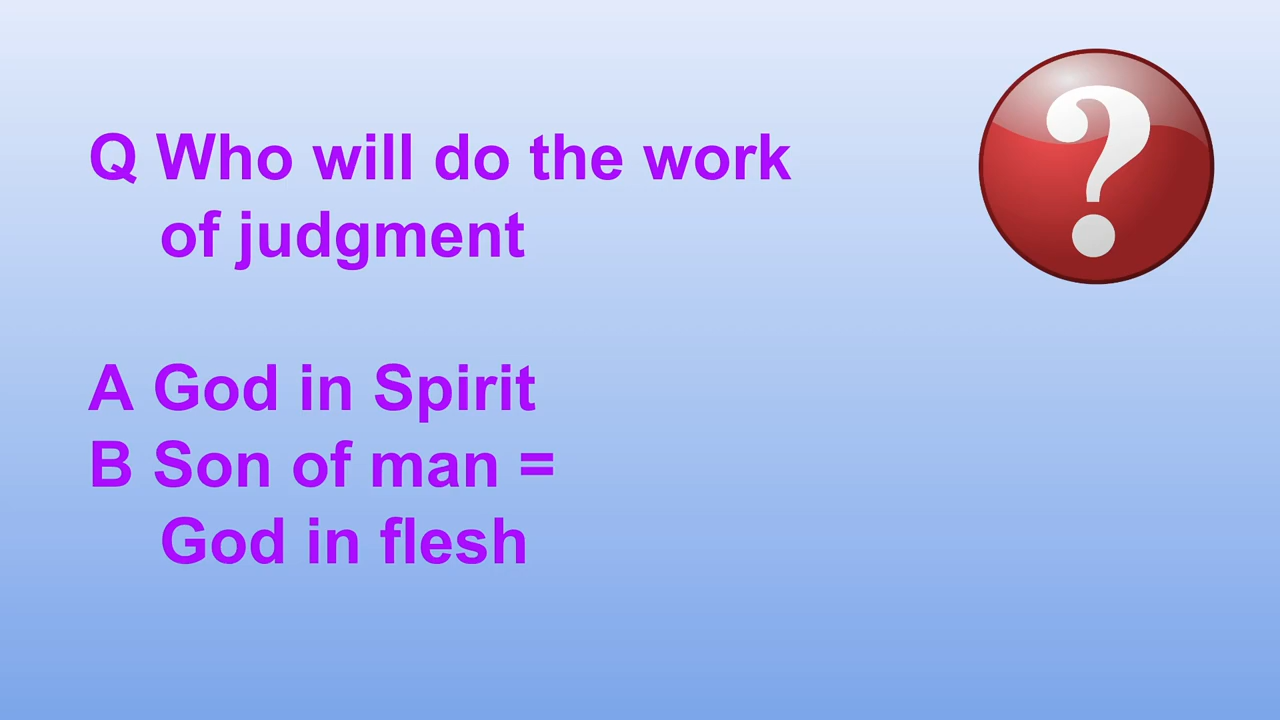 Q Who will do the work
of judgment
A God in Spirit
B Son of man =
God in flesh
?